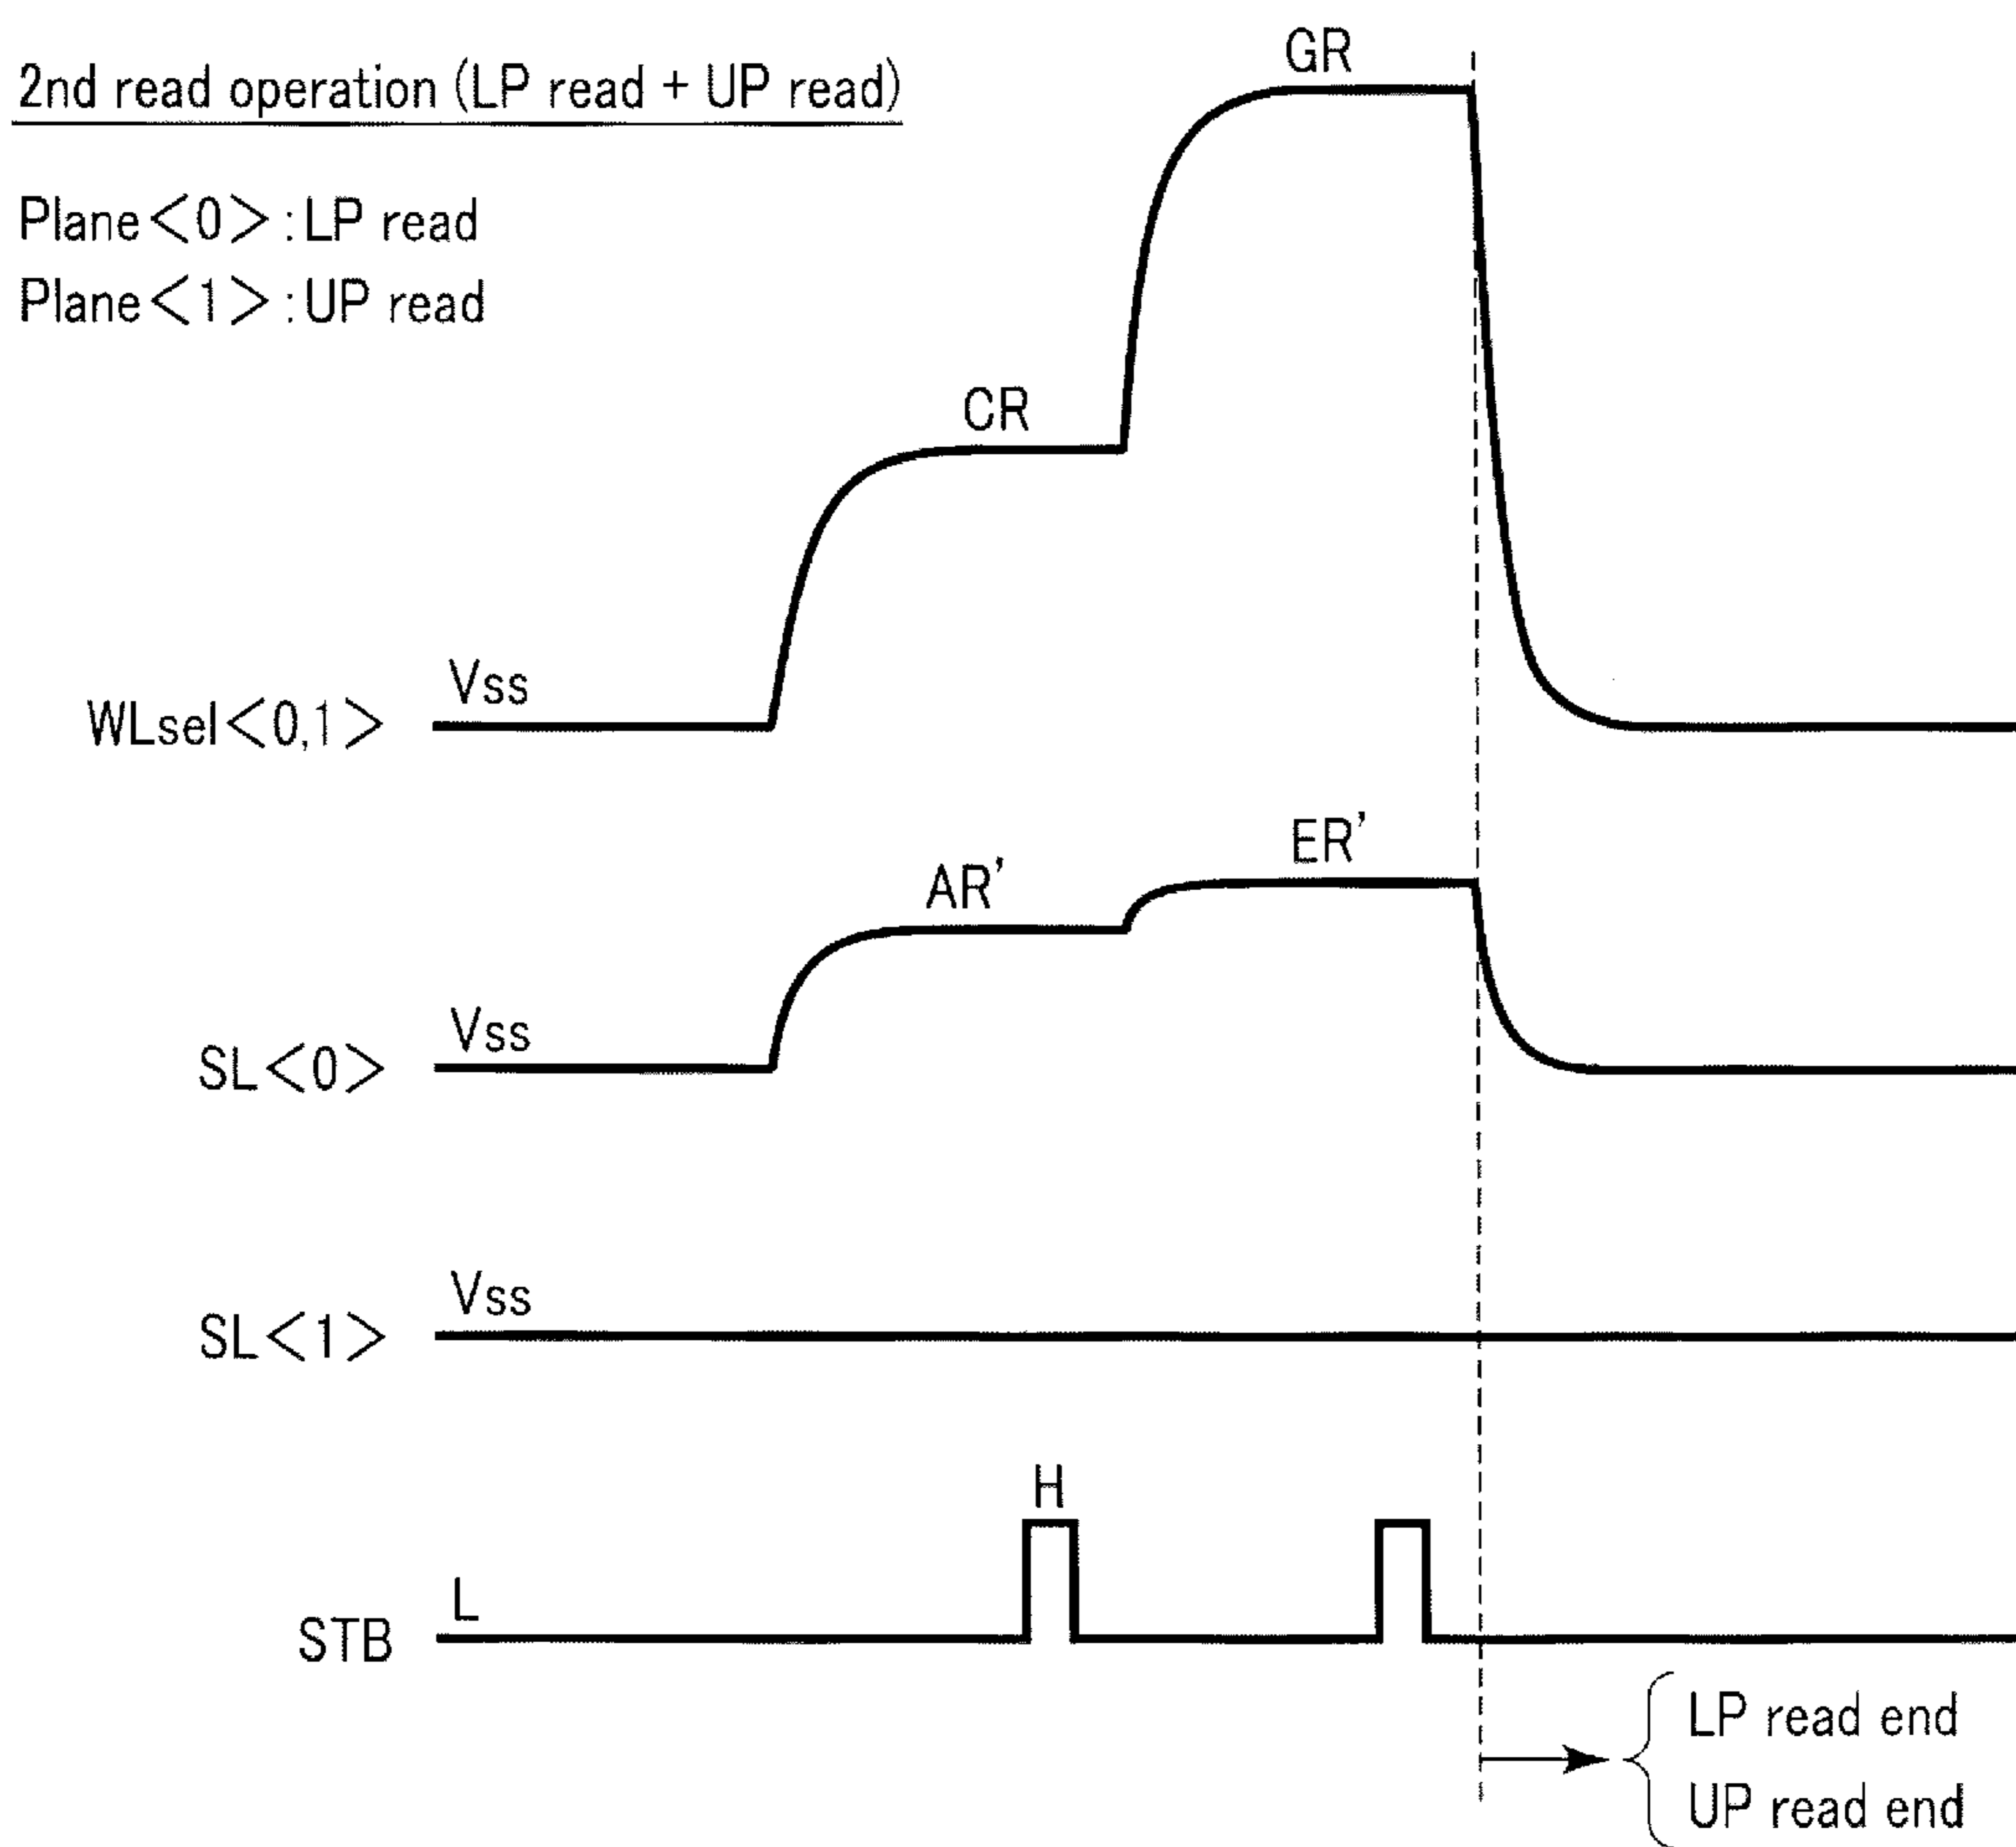 GR
2nd read operation (LP read + UP read)
Plane<0>:LP read
Plane<1>:UP read
CR
Vss
WLsel<0,1>
ER'
AR'
Vss
SL<0>
Vss
SL<1>
H
L
STB
LP read end
UP read end